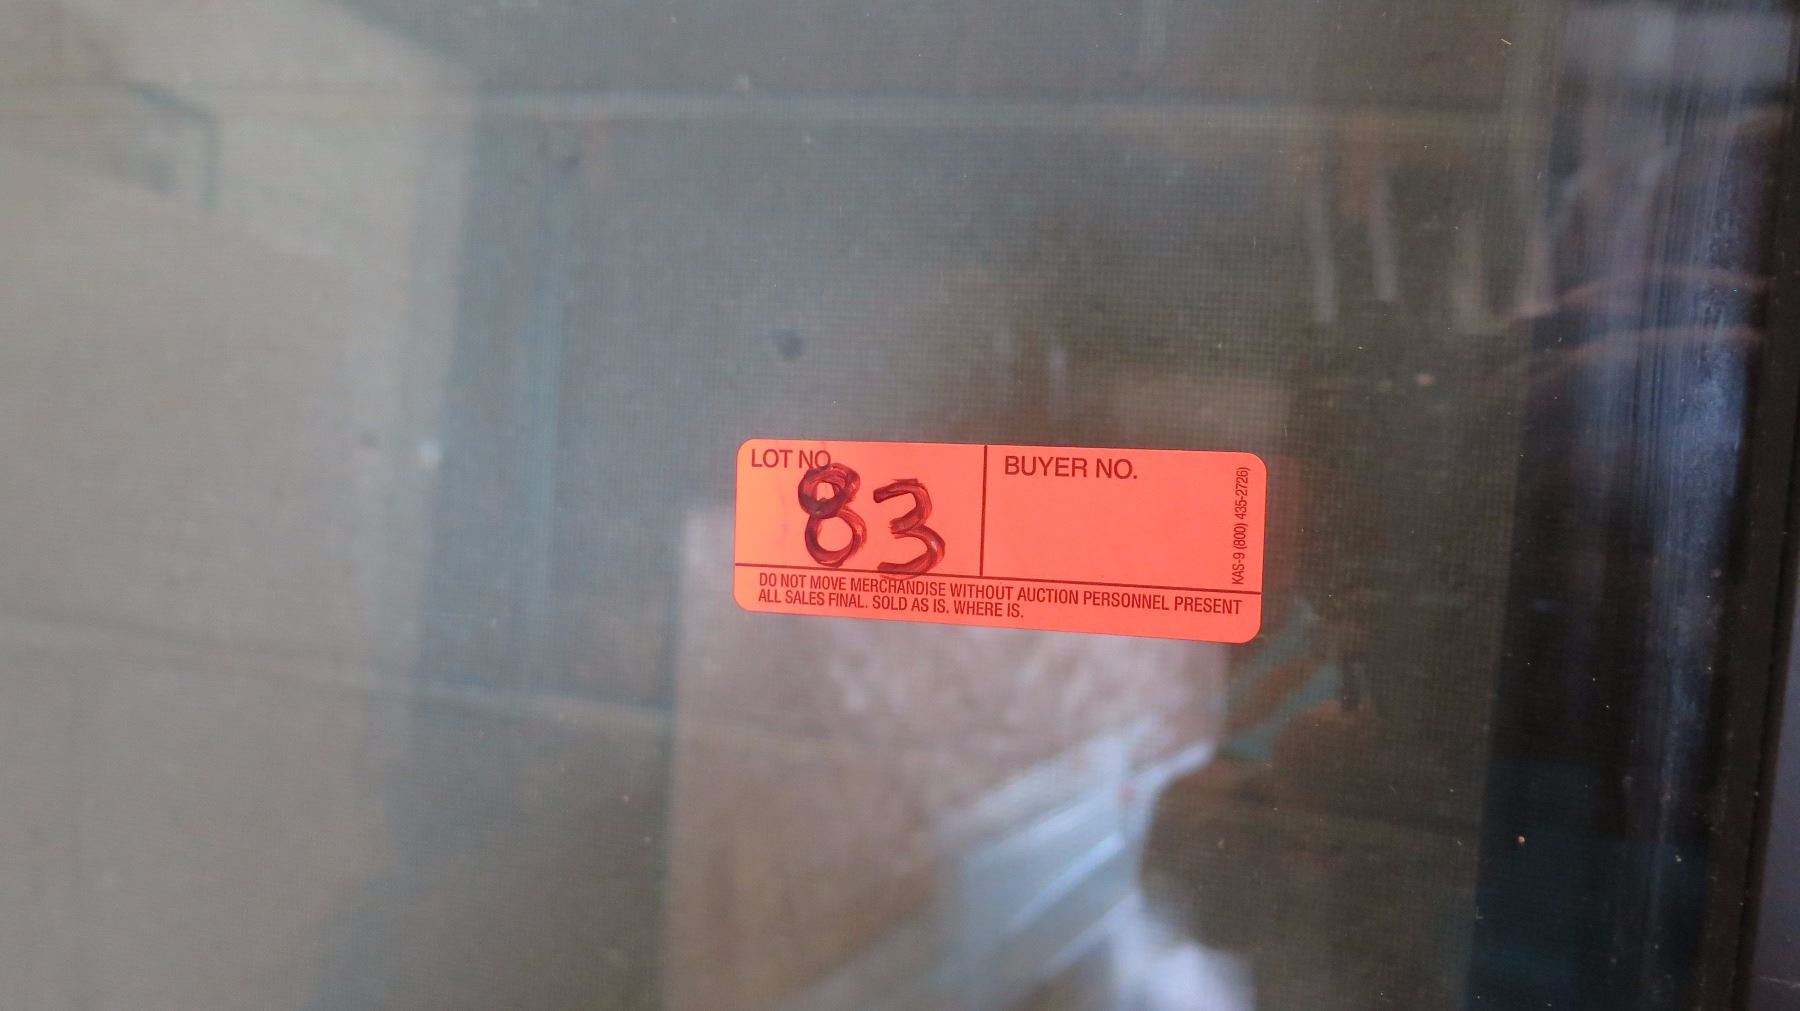 LOT NO.
83
BUYER NO.
KAS-9 (800) 435-2726)
DO NOT MOVE MERCHANDISE WITHOUT AUCTION PERSONNEL PRESENT
ALL SALES FINAL. SOLD AS IS. WHERE IS.